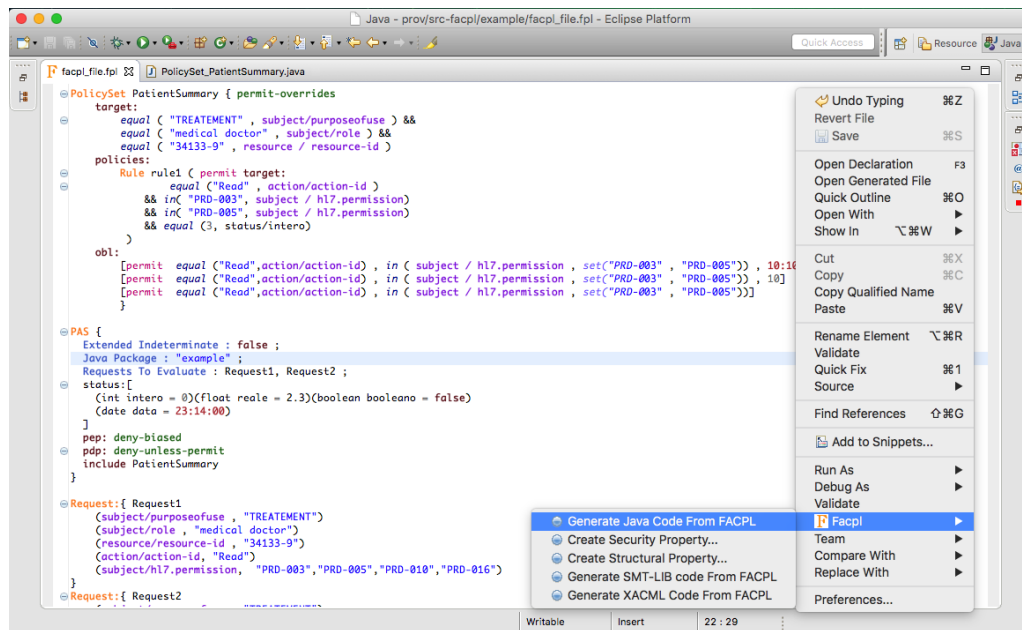 Java - prov/src-facpl/example/facpl_file.fpl - Eclipse Platform
Quick Access
Resource
Java
facpl_file.fpl
PolicySet_PatientSummary.java
PolicySet PatientSummary { permit-overrides
target:
equal ( "TREATEMENT" , subject/purposeofuse ) &&
equal ( "medical doctor" , subject/role ) &&
equal ( "34133-9" , resource / resource-id )
policies:
Rule rule1 ( permit target:
equal ("Read" , action/action-id )
&& in( "PRD-003", subject / hl7.permission)
&& in( "PRD-005", subject / hl7.permission)
&& equal (3, status/intero)
)
obl:
[permit equal ("Read",action/action-id) , in ( subject / hl7.permission , set("PRD-003" , "PRD-005")) , 10:10
[permit equal ("Read",action/action-id) , in ( subject / hl7.permission , set("PRD-003" , "PRD-005")) , 10]
[permit equal ("Read",action/action-id) , in ( subject / hl7.permission , set("PRD-003" , "PRD-005"))]
}
PAS {
Extended Indeterminate : false ;
Java Package : "example" ;
Requests To Evaluate : Request1, Request2 ;
status:[
(int intero = 0)(float reale = 2.3)(boolean booleano = false)
(date data = 23:14:00)
]
pep: deny-biased
pdp: deny-unless-permit
include PatientSummary
}
Request:{ Request1
(subject/purposeofuse , "TREATEMENT")
(subject/role , "medical doctor")
(resource/resource-id , "34133-9")
(action/action-id, "Read")
(subject/hl7.permission, "PRD-003","PRD-005","PRD-010","PRD-016")
}
Request:{ Request2
Undo Typing ⌘Z
Revert File
Save ⌘S
Open Declaration F3
Open Generated File
Quick Outline ⌘O
Open With
Show In ⌥⌘W
Cut ⌘X
Copy ⌘C
Copy Qualified Name
Paste ⌘V
Rename Element ⌥⌘R
Validate
Quick Fix ⌘1
Source
Find References ⇧⌘G
Add to Snippets...
Run As
Debug As
Validate
Facpl
Team
Compare With
Replace With
Preferences...
Generate Java Code From FACPL
Create Security Property...
Create Structural Property...
Generate SMT-LIB code From FACPL
Generate XACML Code From FACPL
Writable
Insert
22 : 29